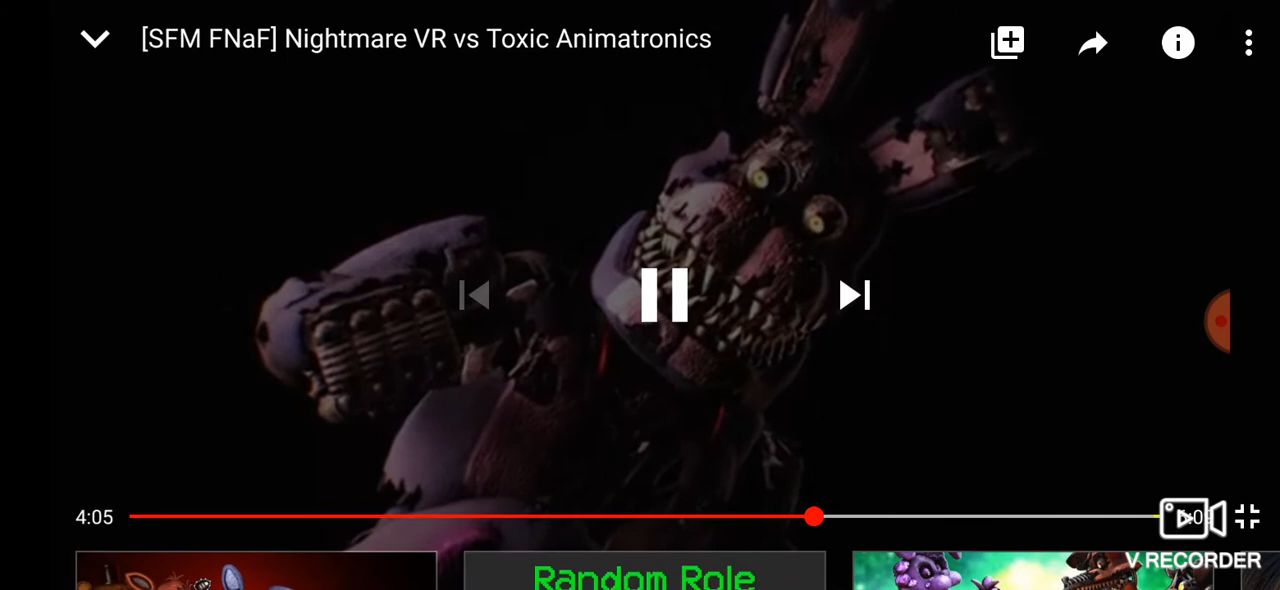 [SFM FNaF] Nightmare VR vs Toxic Animatronics
4:05
V RECORDER
Random Role